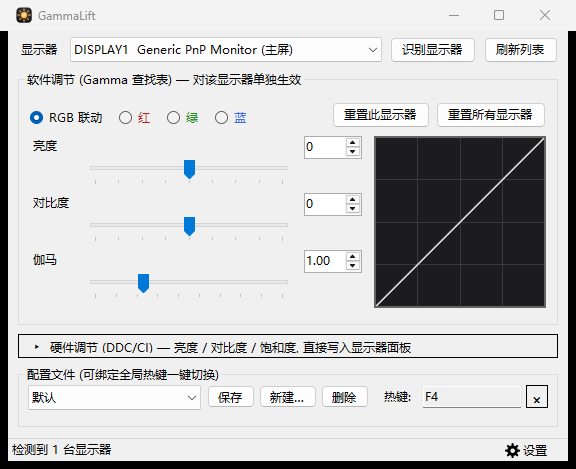 GammaLift
显示器 DISPLAY1 Generic PnP Monitor (主屏) 识别显示器 刷新列表
软件调节 (Gamma 查找表) — 对该显示器单独生效
RGB 联动 红 绿 蓝 重置此显示器 重置所有显示器
亮度 0
对比度 0
伽马 1.00
硬件调节 (DDC/CI) — 亮度 / 对比度 / 饱和度, 直接写入显示器面板
配置文件 (可绑定全局热键一键切换)
默认 保存 新建... 删除 热键: F4 ×
检测到 1 台显示器 设置